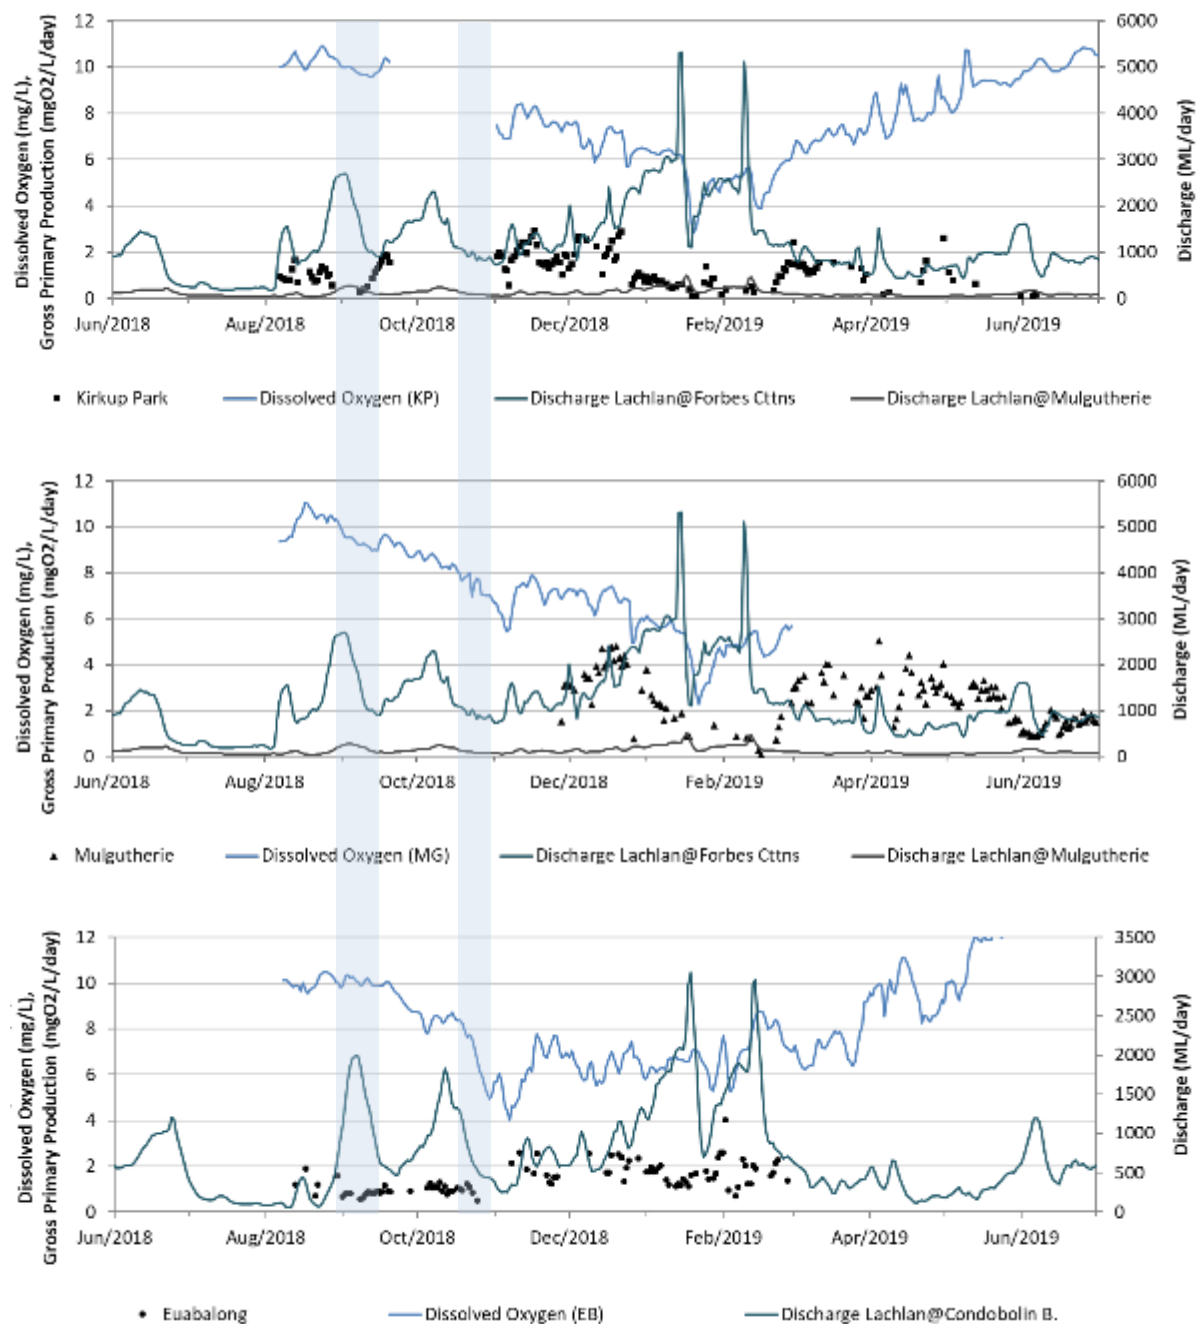 Dissolved Oxygen (mg/L),
Gross Primary Production (mgO2/L/day)
12
10
8
6
4
2
0
6000
5000
4000
3000
2000
1000
0
Discharge (ML/day)
Jun/2018 Aug/2018 Oct/2018 Dec/2018 Feb/2019 Apr/2019 Jun/2019
Kirkup Park Dissolved Oxygen (KP) Discharge Lachlan@Forbes Cttns Discharge Lachlan@Mulgutherie
Dissolved Oxygen (mg/L),
Gross Primary Production (mgO2/L/day)
12
10
8
6
4
2
0
6000
5000
4000
3000
2000
1000
0
Discharge (ML/day)
Jun/2018 Aug/2018 Oct/2018 Dec/2018 Feb/2019 Apr/2019 Jun/2019
Mulgutherie Dissolved Oxygen (MG) Discharge Lachlan@Forbes Cttns Discharge Lachlan@Mulgutherie
Dissolved Oxygen (mg/L),
Gross Primary Production (mgO2/L/day)
12
10
8
6
4
2
0
3500
3000
2500
2000
1500
1000
500
0
Discharge (ML/day)
Jun/2018 Aug/2018 Oct/2018 Dec/2018 Feb/2019 Apr/2019 Jun/2019
Euabalong Dissolved Oxygen (EB) Discharge Lachlan@Condobolin B.